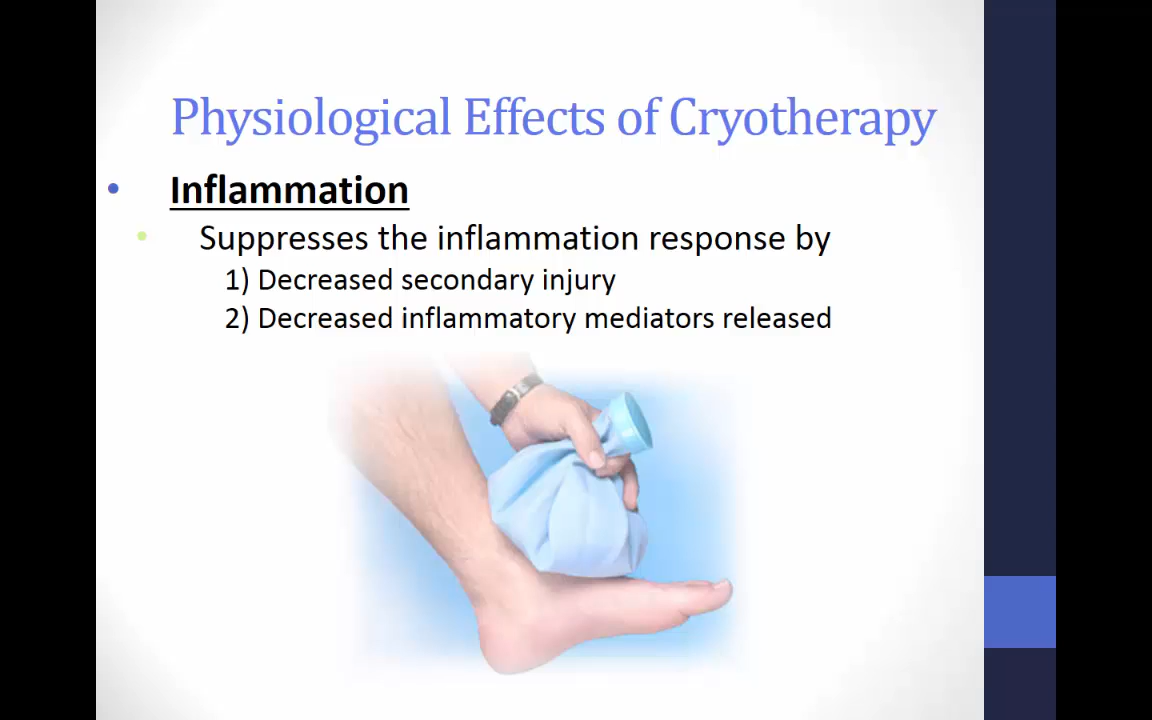 Physiological Effects of Cryotherapy
• Inflammation
• Suppresses the inflammation response by
1) Decreased secondary injury
2) Decreased inflammatory mediators released